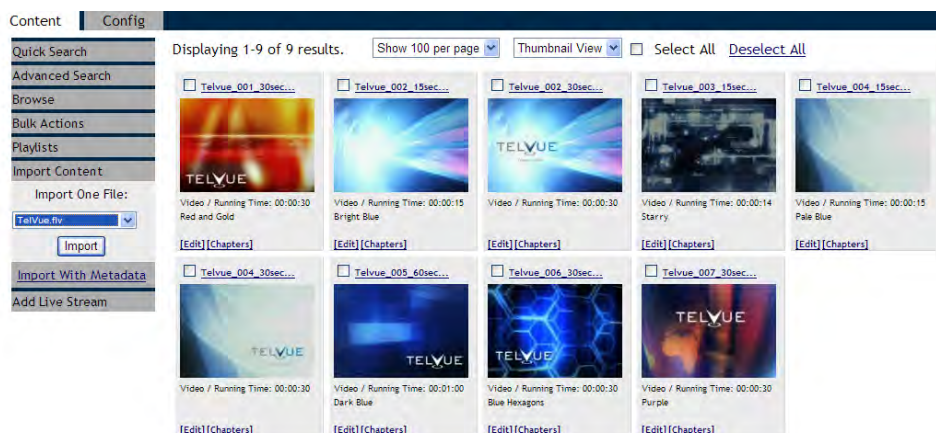 Content Config
Quick Search
Advanced Search
Browse
Bulk Actions
Playlists
Import Content
Import One File:
TelVue.flv
Import
Import With Metadata
Add Live Stream
Displaying 1-9 of 9 results. Show 100 per page Thumbnail View Select All Deselect All
Telvue_001_30sec... Telvue_002_15sec... Telvue_002_30sec... Telvue_003_15sec... Telvue_004_15sec...
TELVUE TELVUE
Video / Running Time: 00:00:30 Video / Running Time: 00:00:15 Video / Running Time: 00:00:30 Video / Running Time: 00:00:14 Video / Running Time: 00:00:15
Red and Gold Bright Blue Starry Pale Blue
[Edit][Chapters] [Edit][Chapters] [Edit][Chapters] [Edit][Chapters] [Edit][Chapters]
Telvue_004_30sec... Telvue_005_60sec... Telvue_006_30sec... Telvue_007_30sec...
TELVUE TELVUE TELVUE TELVUE
Video / Running Time: 00:00:30 Video / Running Time: 00:01:00 Video / Running Time: 00:00:30 Video / Running Time: 00:00:30
Dark Blue Blue Hexagons Purple
[Edit][Chapters] [Edit][Chapters] [Edit][Chapters] [Edit][Chapters]